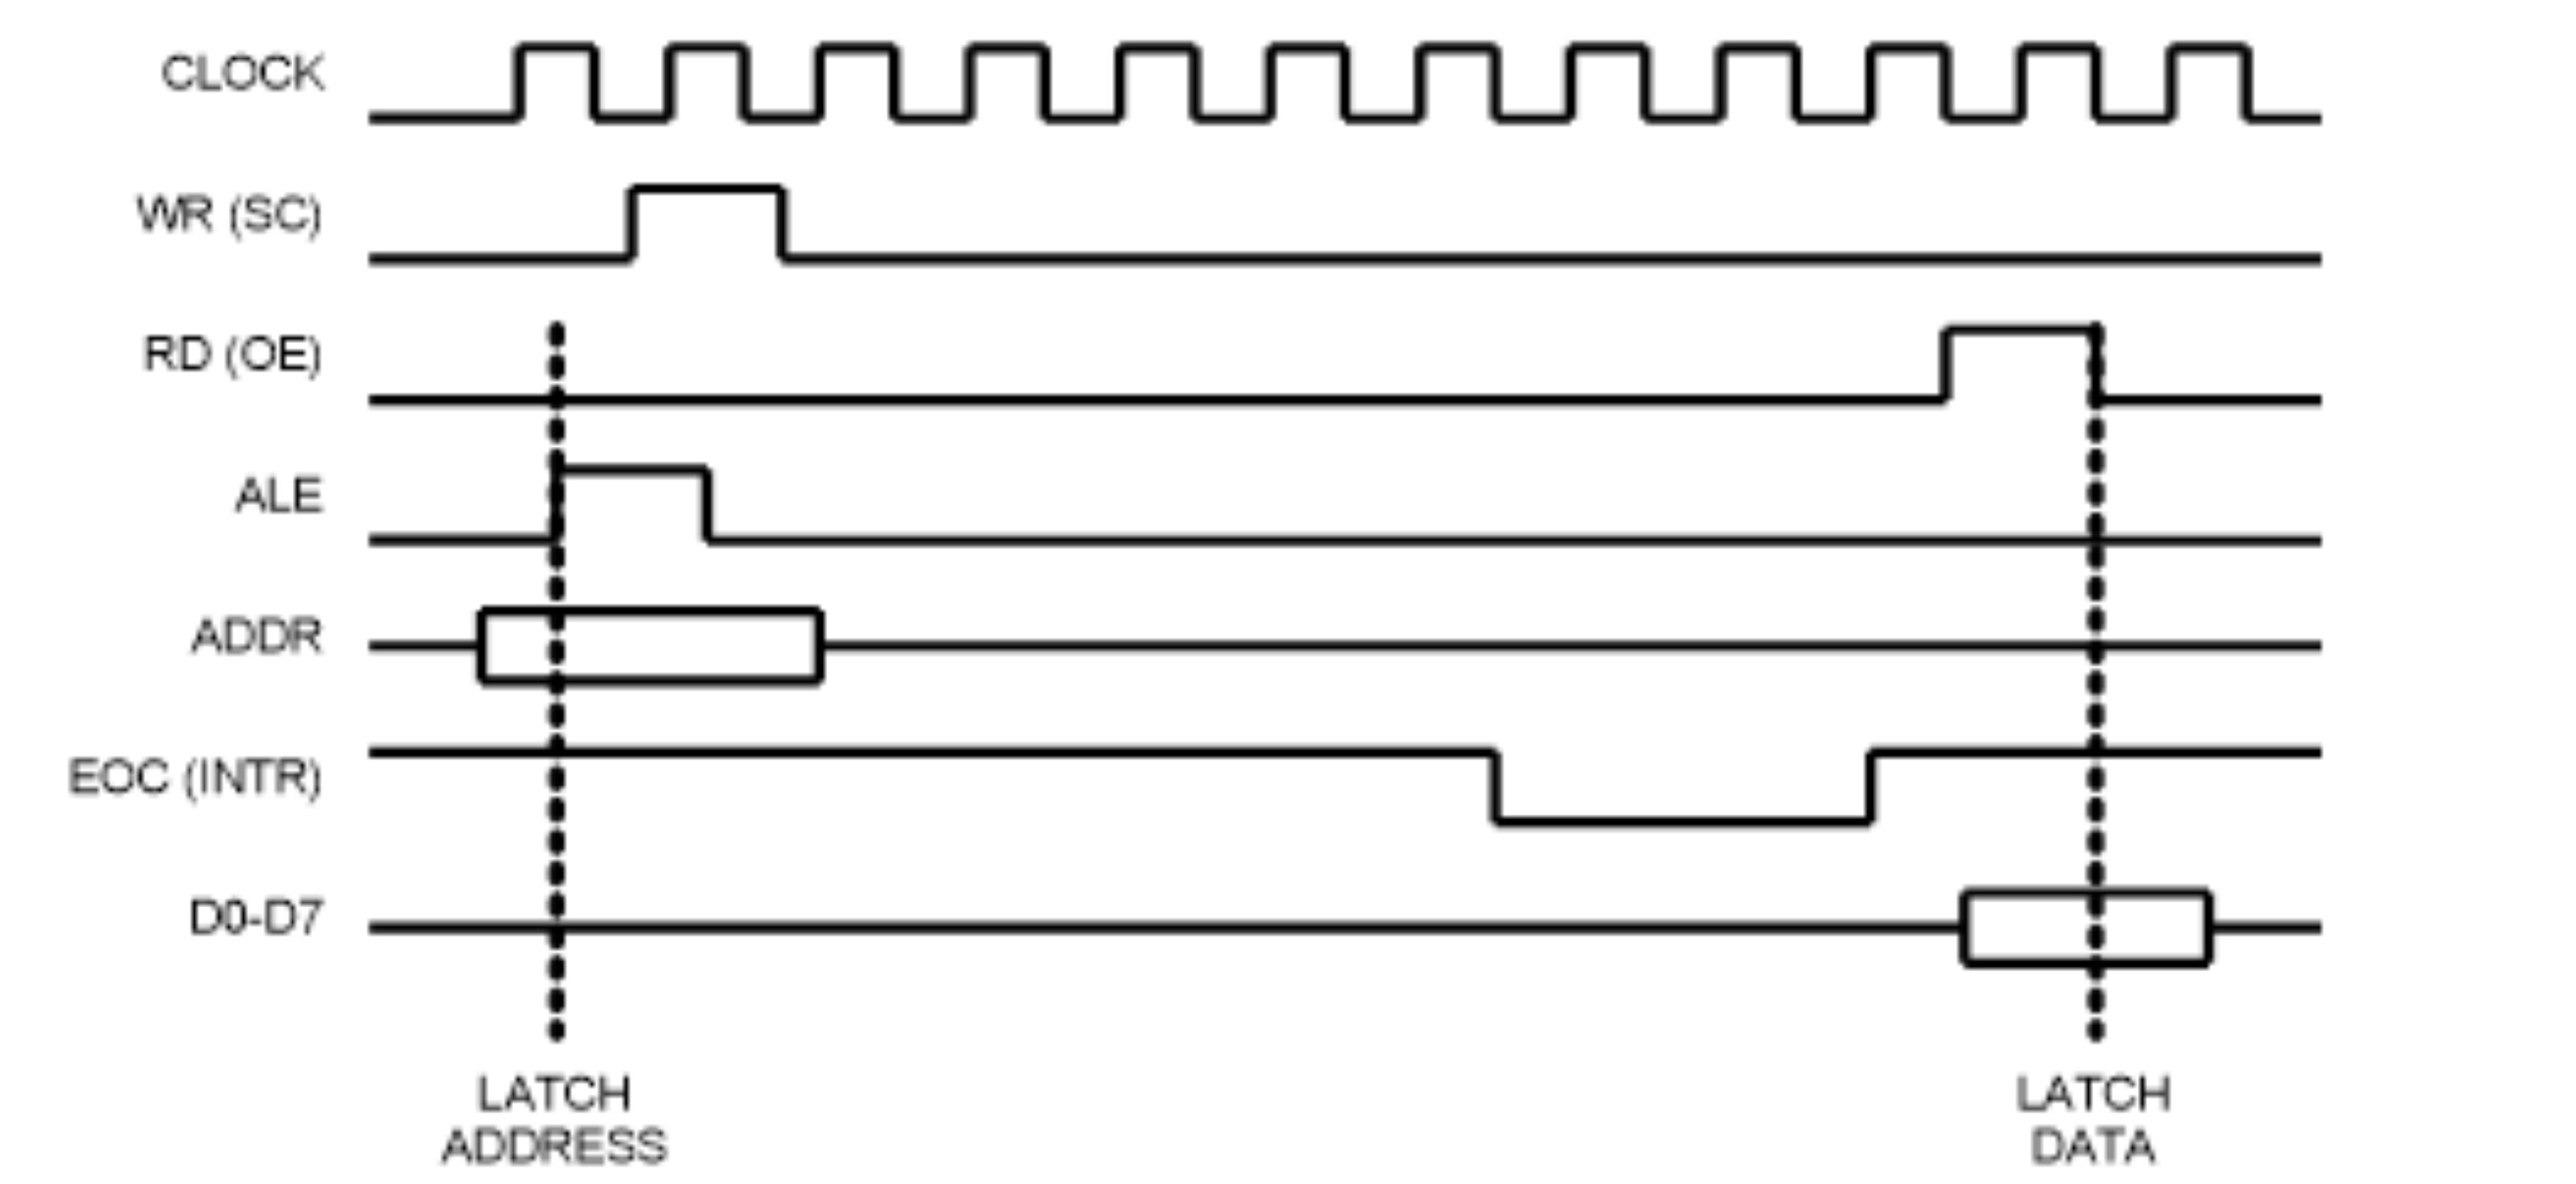 CLOCK
WR (SC)
RD (OE)
ALE
ADDR
EOC (INTR)
D0-D7
LATCH
ADDRESS
LATCH
DATA